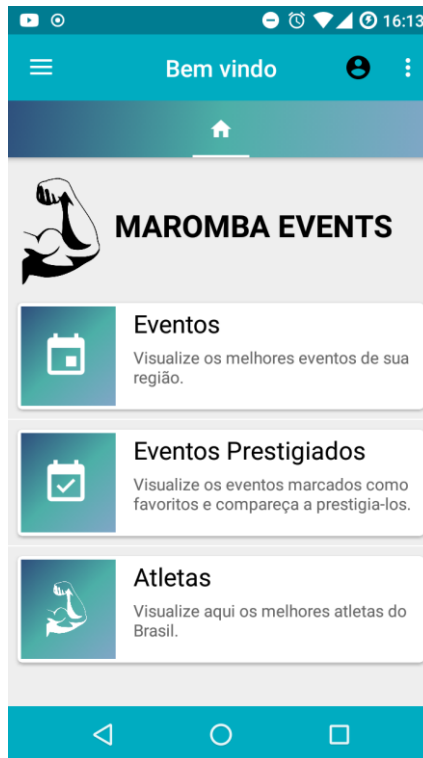 16:13
Bem vindo
MAROMBA EVENTS
Eventos
Visualize os melhores eventos de sua
região.
Eventos Prestigiados
Visualize os eventos marcados como
favoritos e compareça a prestigia-los.
Atletas
Visualize aqui os melhores atletas do
Brasil.